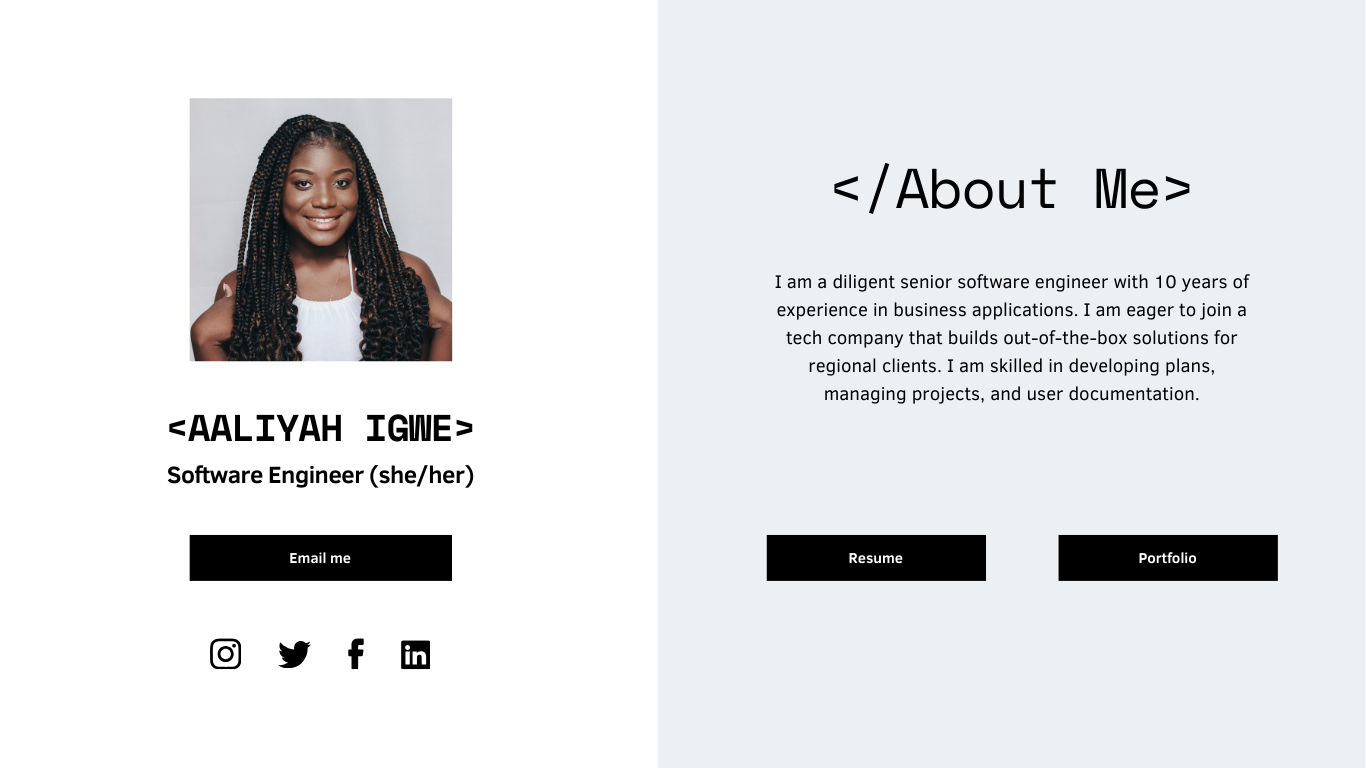 <AALIYAH IGWE>
Software Engineer (she/her)
Email me
</About Me>
I am a diligent senior software engineer with 10 years of
experience in business applications. I am eager to join a
tech company that builds out-of-the-box solutions for
regional clients. I am skilled in developing plans,
managing projects, and user documentation.
Resume
Portfolio